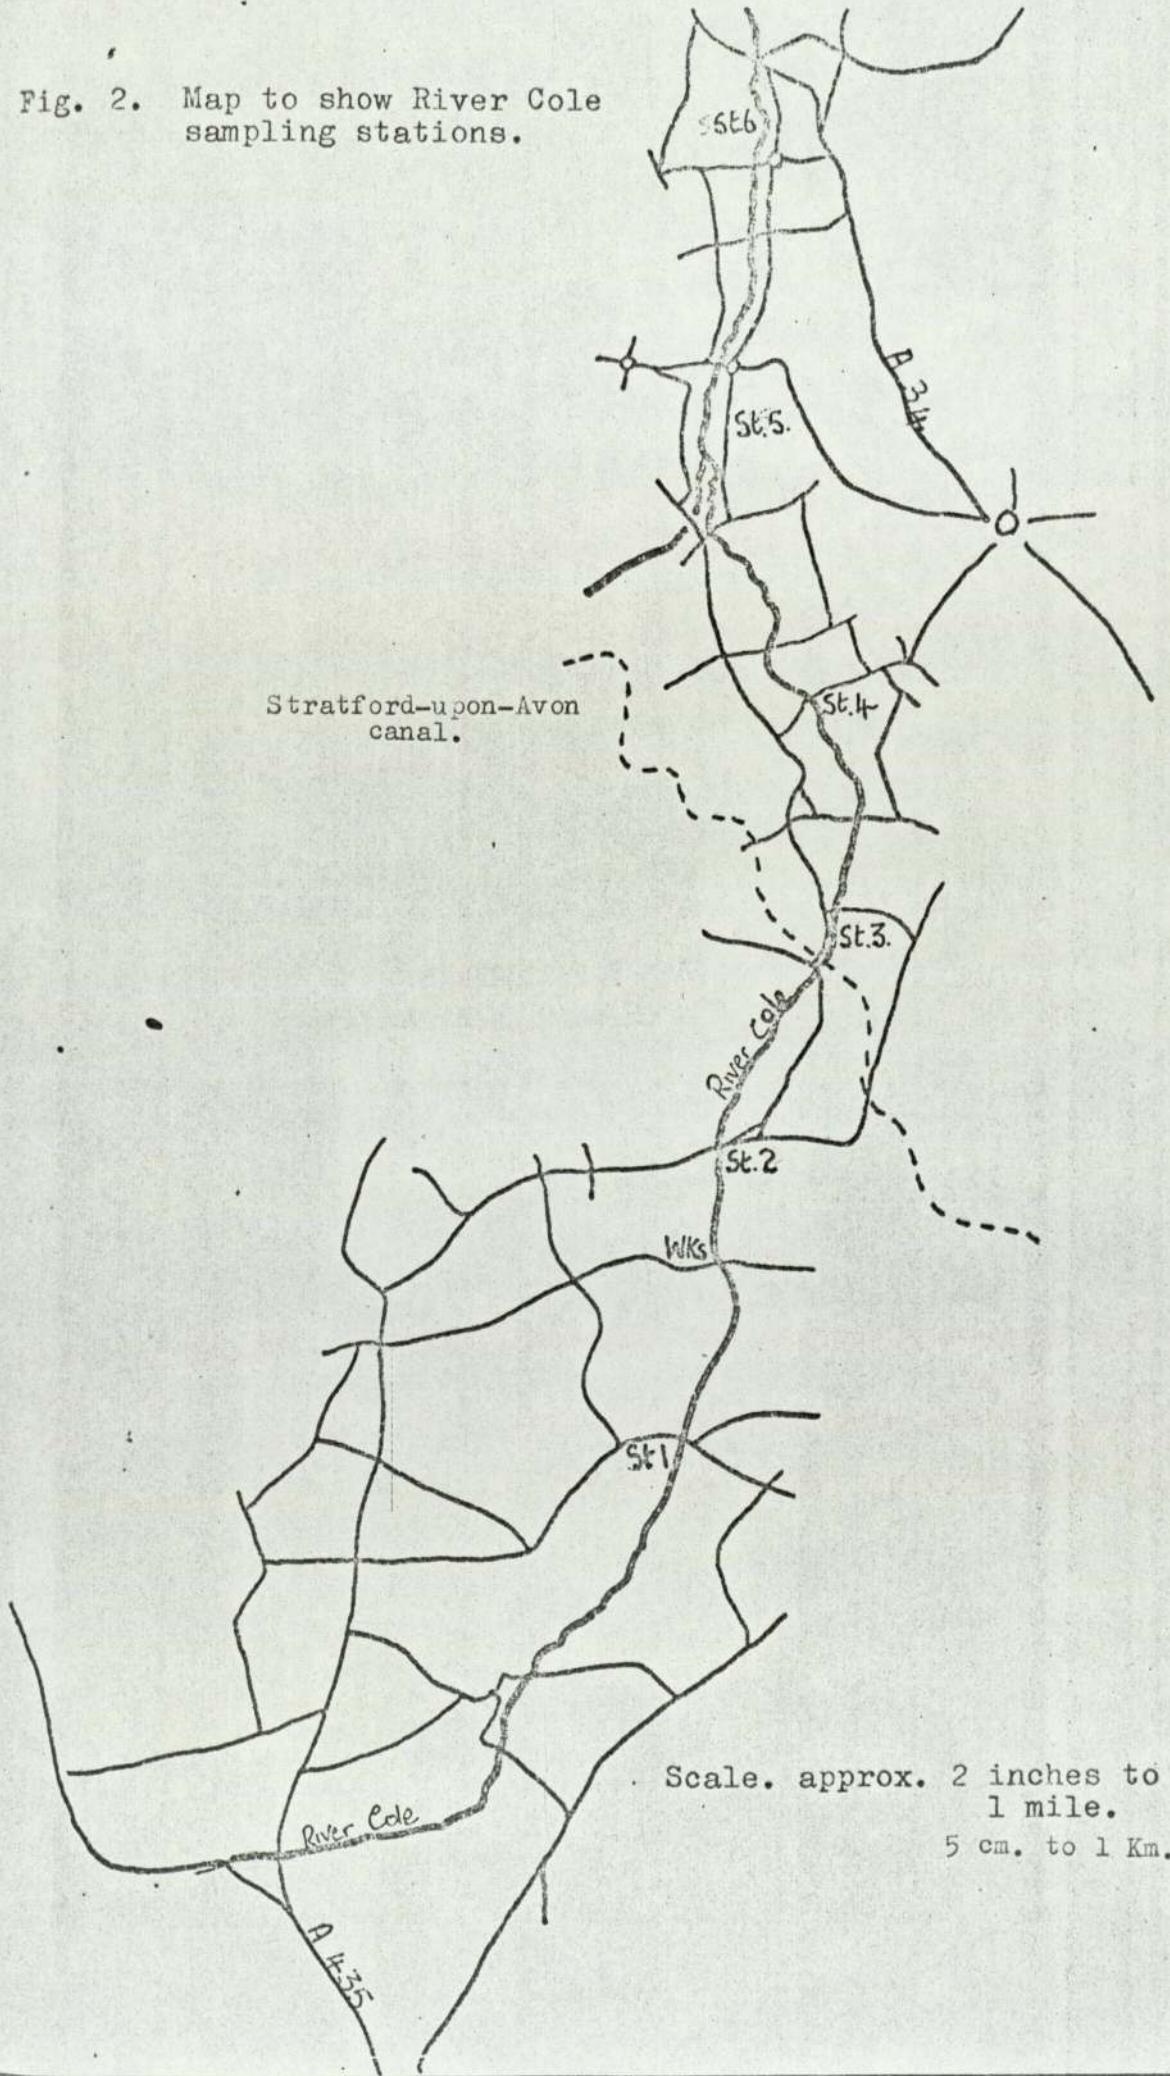 Fig. 2. Map to show River Cole
sampling stations.
St6
A 34
St.5.
Stratford-upon-Avon
canal.
St.4
St.3.
River Cole
St.2
Wks
St1
Scale. approx. 2 inches to
1 mile.
5 cm. to 1 Km.
River Cole
A 435